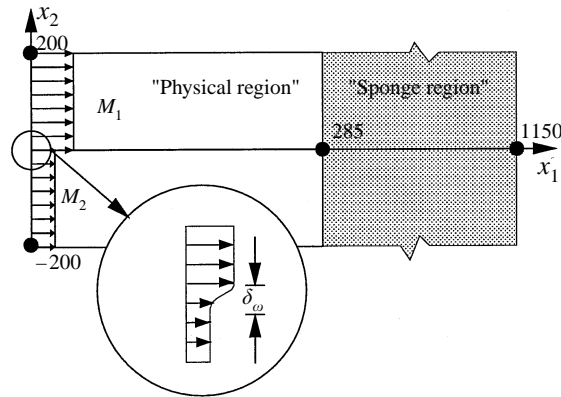 x₂
200
"Physical region"
"Sponge region"
M₁
285
1150
x₁
M₂
−200
δω